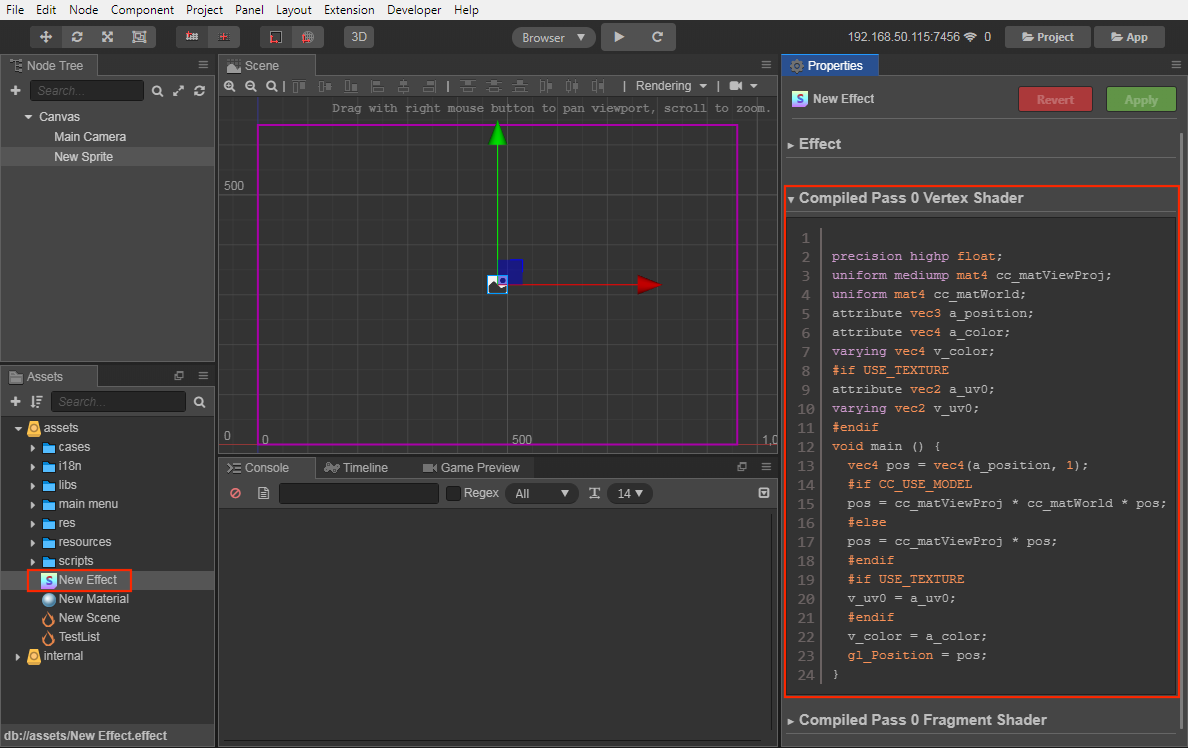 File Edit Node Component Project Panel Layout Extension Developer Help
3D Browser 192.168.50.115:7456 0 Project App
Node Tree
Search...
Canvas
Main Camera
New Sprite
Assets
Search...
assets
cases
i18n
libs
main menu
res
resources
scripts
New Effect
New Material
New Scene
TestList
internal
db://assets/New Effect.effect
Scene
Rendering
Drag with right mouse button to pan viewport, scroll to zoom.
500
0
0 500 1,0
Console Timeline Game Preview
Regex All 14
Properties
New Effect Revert Apply
Effect
Compiled Pass 0 Vertex Shader
1
2 precision highp float;
3 uniform mediump mat4 cc_matViewProj;
4 uniform mat4 cc_matWorld;
5 attribute vec3 a_position;
6 attribute vec4 a_color;
7 varying vec4 v_color;
8 #if USE_TEXTURE
9 attribute vec2 a_uv0;
10 varying vec2 v_uv0;
11 #endif
12 void main () {
13 vec4 pos = vec4(a_position, 1);
14 #if CC_USE_MODEL
15 pos = cc_matViewProj * cc_matWorld * pos;
16 #else
17 pos = cc_matViewProj * pos;
18 #endif
19 #if USE_TEXTURE
20 v_uv0 = a_uv0;
21 #endif
22 v_color = a_color;
23 gl_Position = pos;
24 }
Compiled Pass 0 Fragment Shader